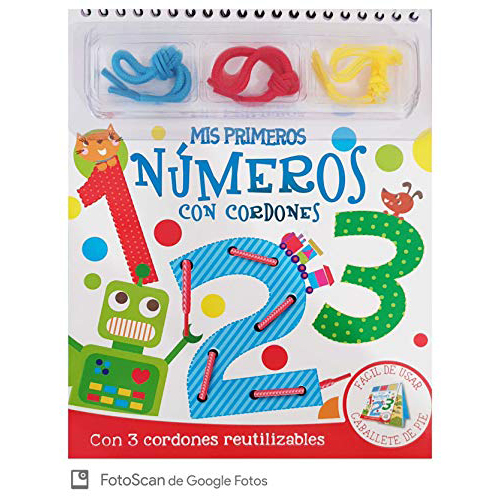 MIS PRIMEROS
NÚMEROS
CON CORDONES
1
2
3
FACIL DE USAR
CABALLETE DE PIE
Con 3 cordones reutilizables
FotoScan de Google Fotos